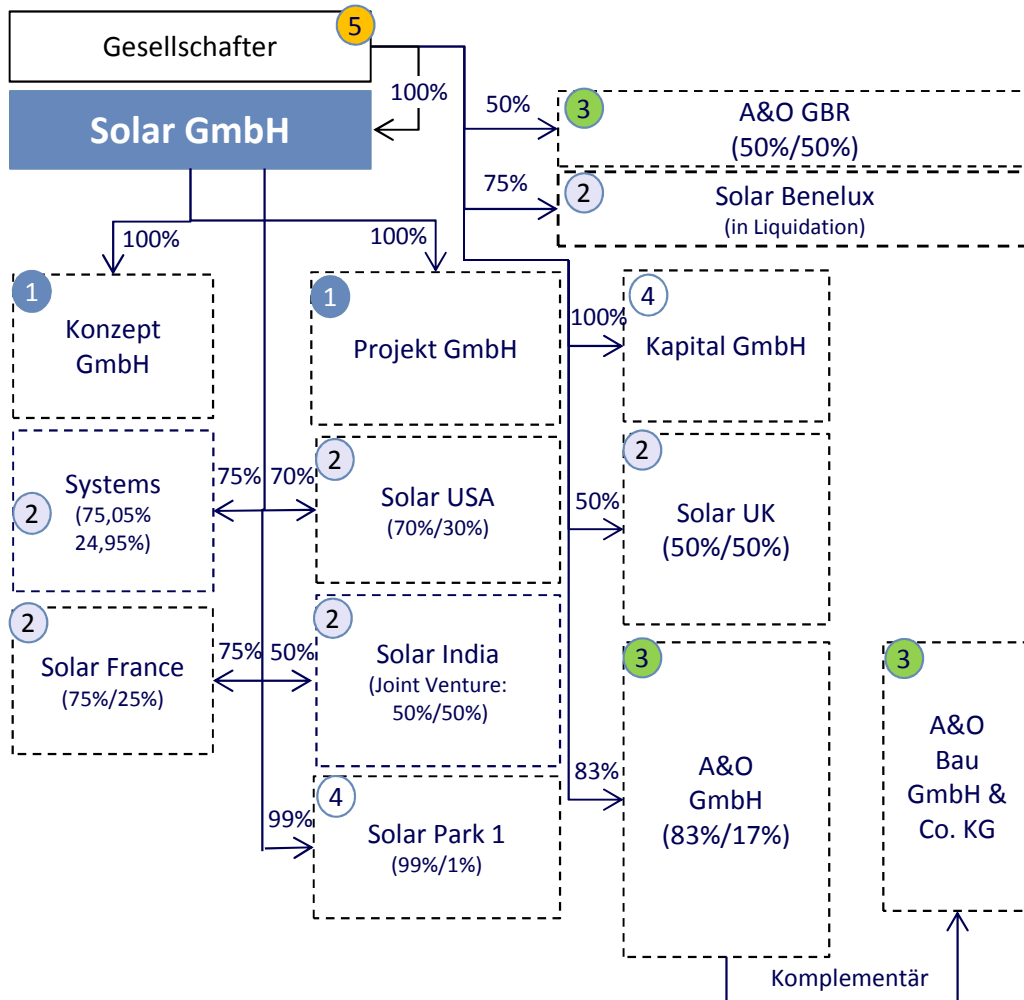 5
Gesellschafter
100%
Solar GmbH
50%
3
A&O GBR
(50%/50%)
75%
2
Solar Benelux
(in Liquidation)
100%
100%
1
Konzept
GmbH
1
Projekt GmbH
100%
4
Kapital GmbH
2
Systems
(75,05%
24,95%)
75%
70%
2
Solar USA
(70%/30%)
50%
2
Solar UK
(50%/50%)
2
Solar France
(75%/25%)
75%
50%
2
Solar India
(Joint Venture:
50%/50%)
83%
3
A&O
GmbH
(83%/17%)
3
A&O
Bau
GmbH &
Co. KG
99%
4
Solar Park 1
(99%/1%)
Komplementär